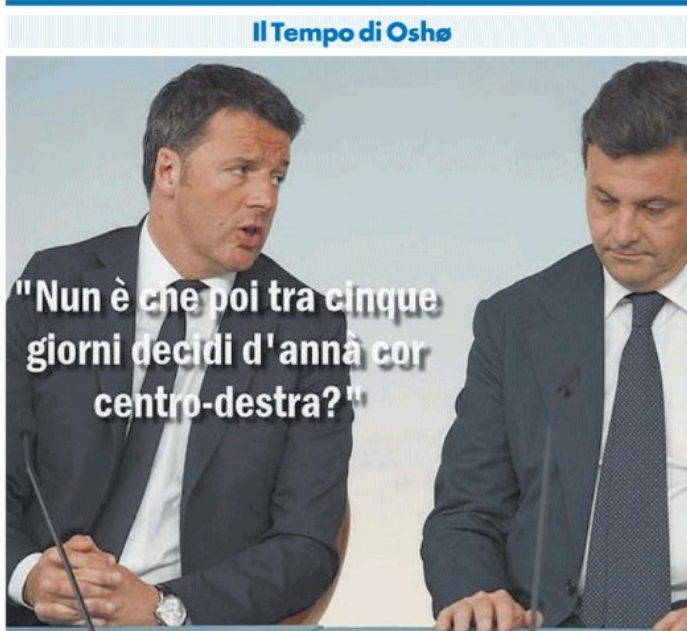 Il Tempo di Oshø
"Nun è che poi tra cinque
giorni decidi d'annà cor
centro-destra?"